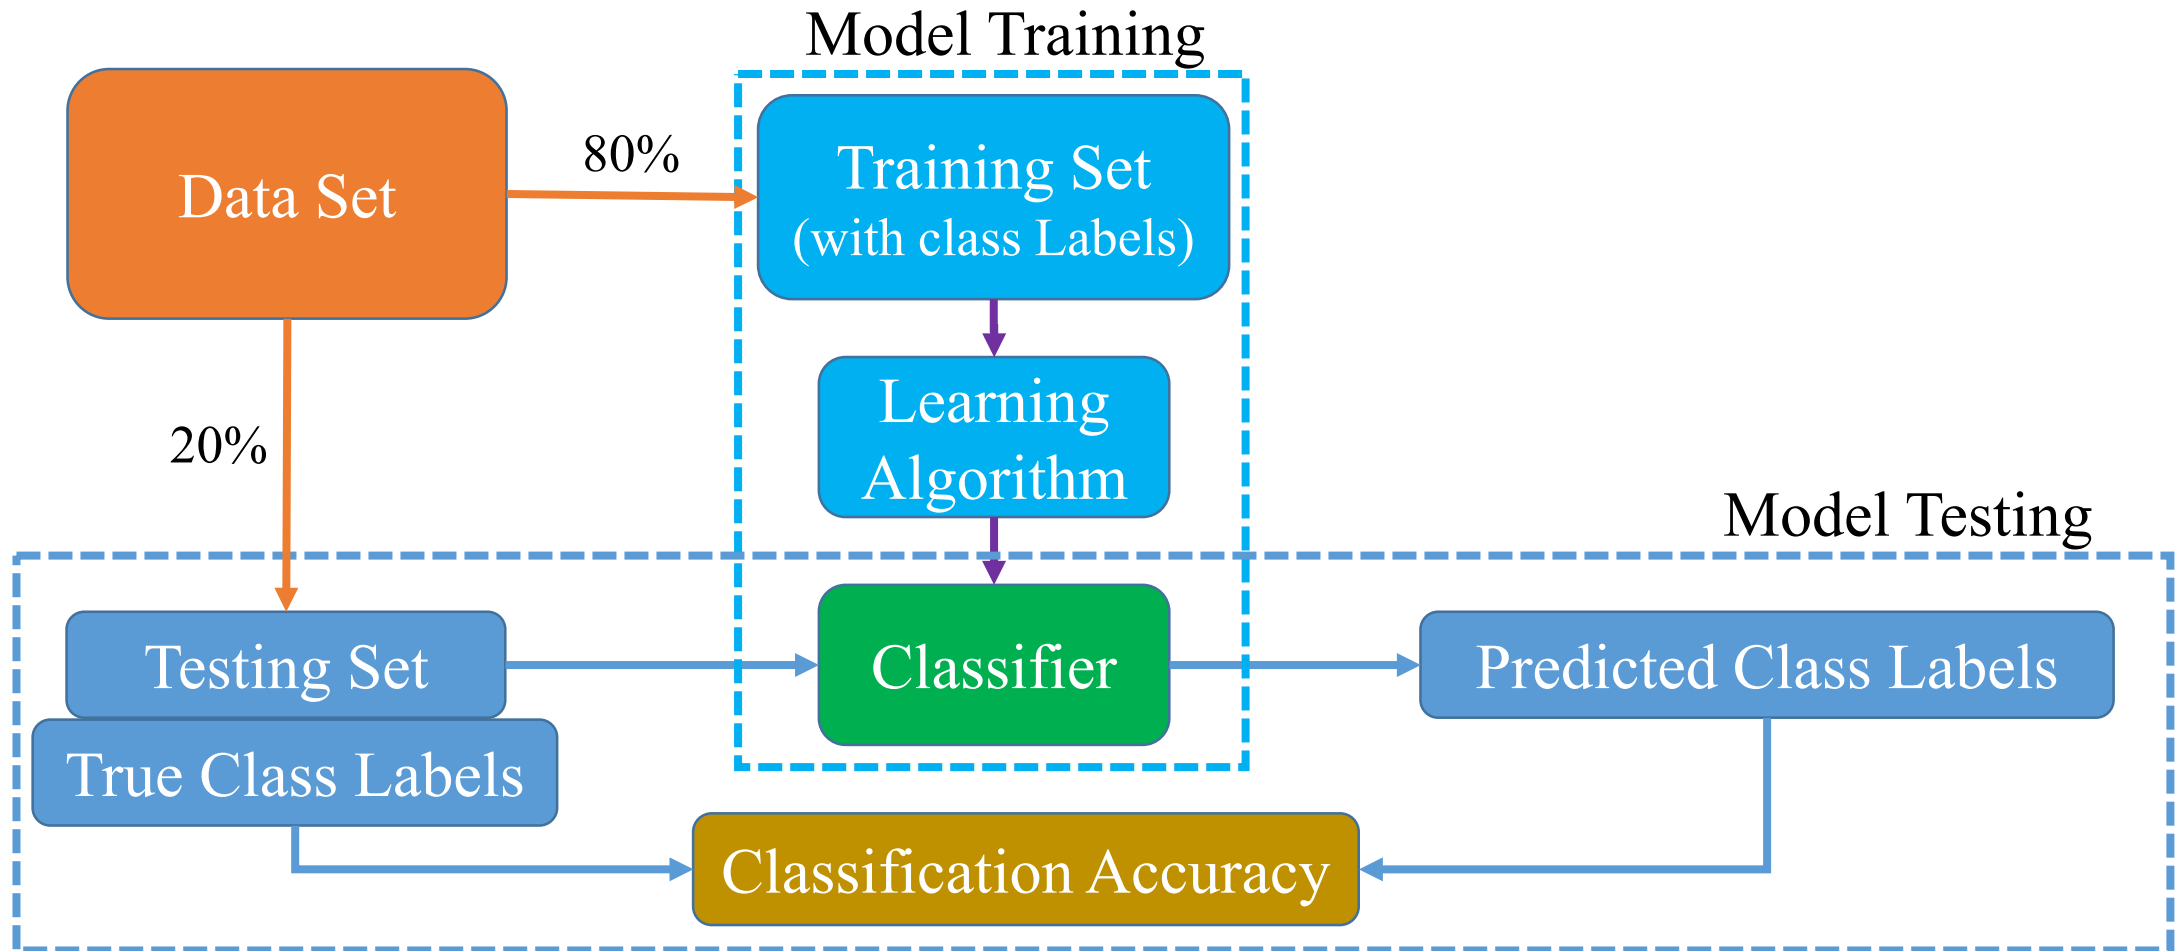 Model Training
Data Set
80%
Training Set
(with class Labels)
Learning
Algorithm
20%
Model Testing
Testing Set
Classifier
Predicted Class Labels
True Class Labels
Classification Accuracy